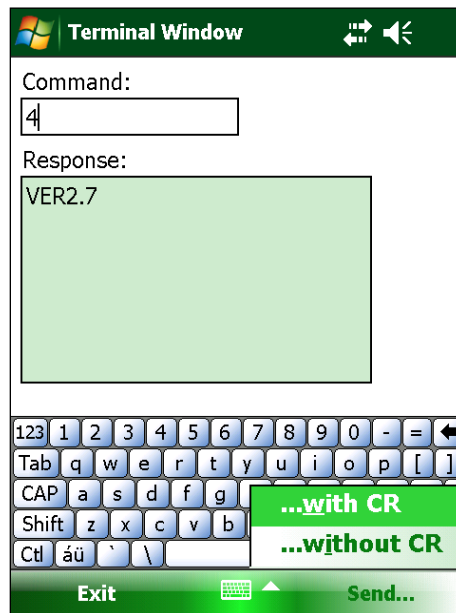 Terminal Window
Command:
4
Response:
VER2.7
123 1 2 3 4 5 6 7 8 9 0 - =
Tab q w e r t y u i o p [ ]
CAP a s d f g
Shift z x c v b
Ctl áü ` \
...with CR
...without CR
Exit Send...